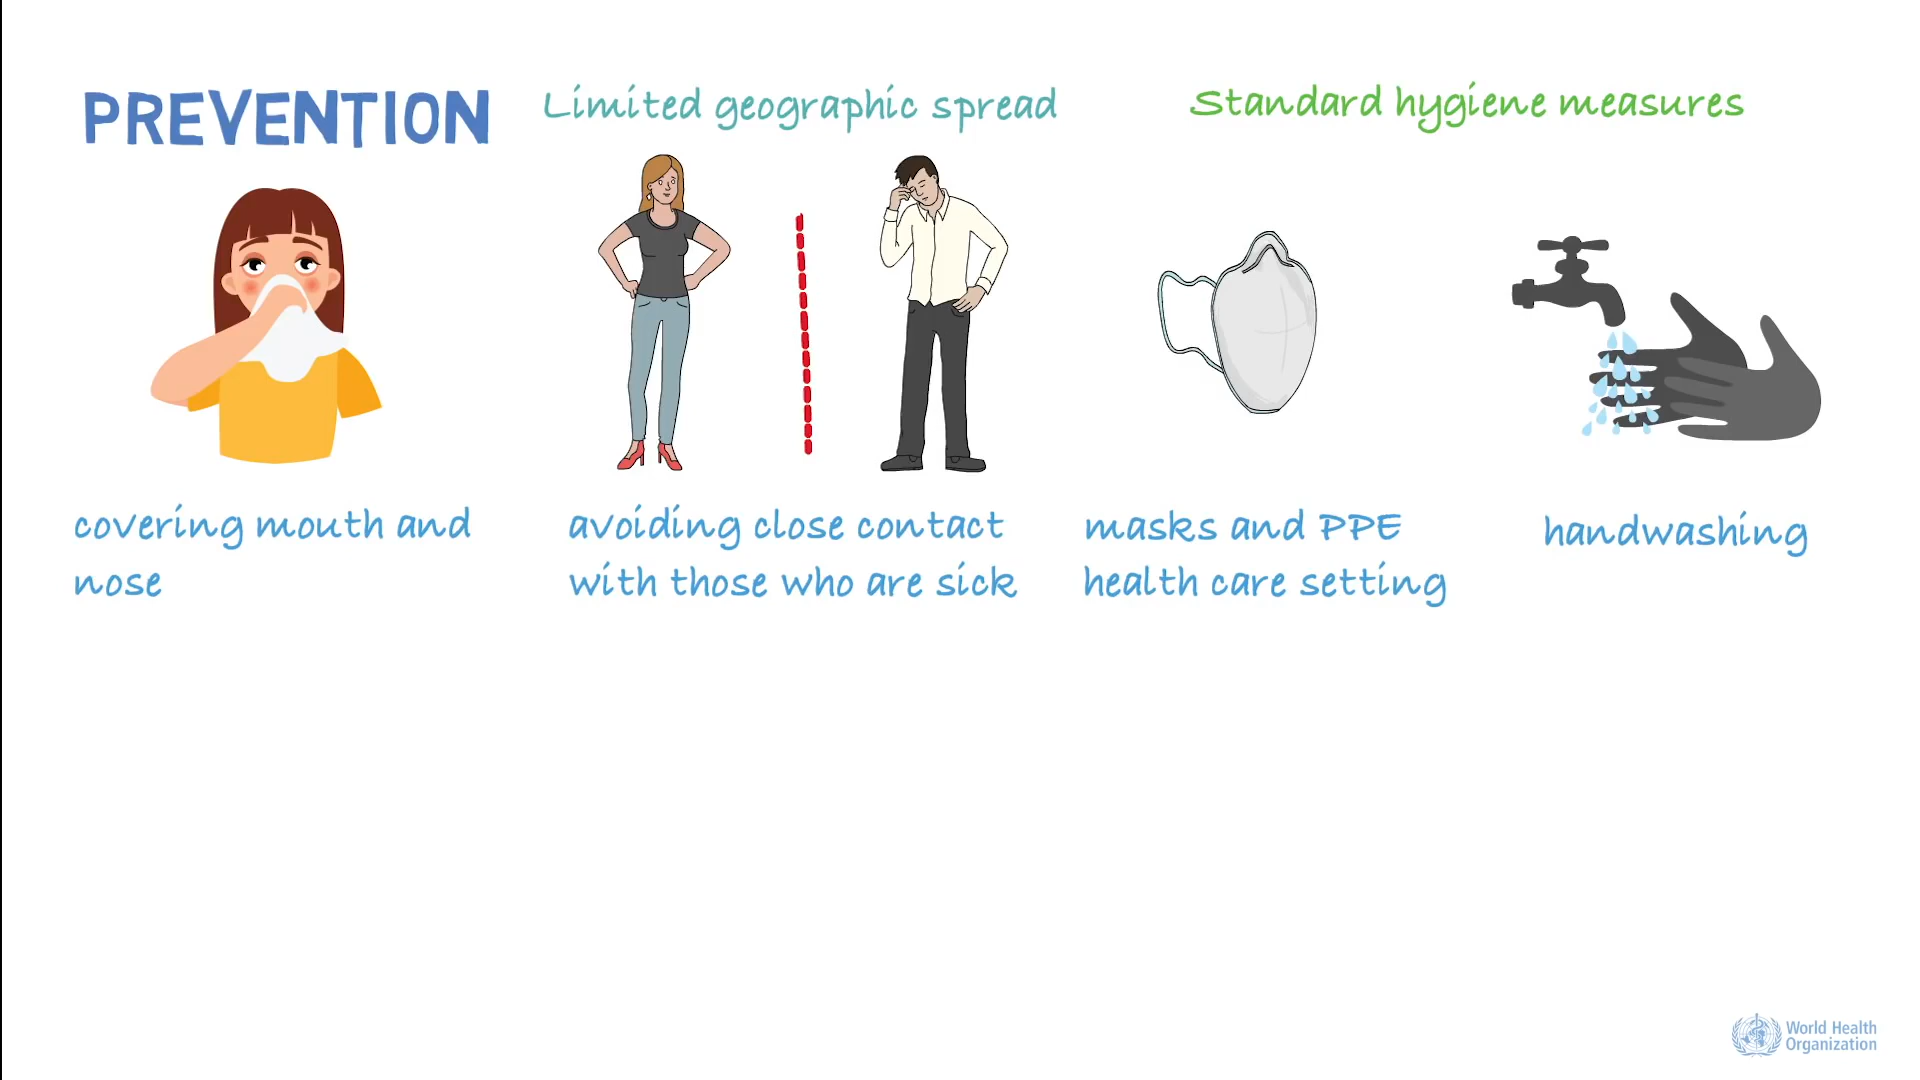 PREVENTION
Limited geographic spread
Standard hygiene measures
covering mouth and
nose
avoiding close contact
with those who are sick
masks and PPE
health care setting
handwashing
World Health
Organization